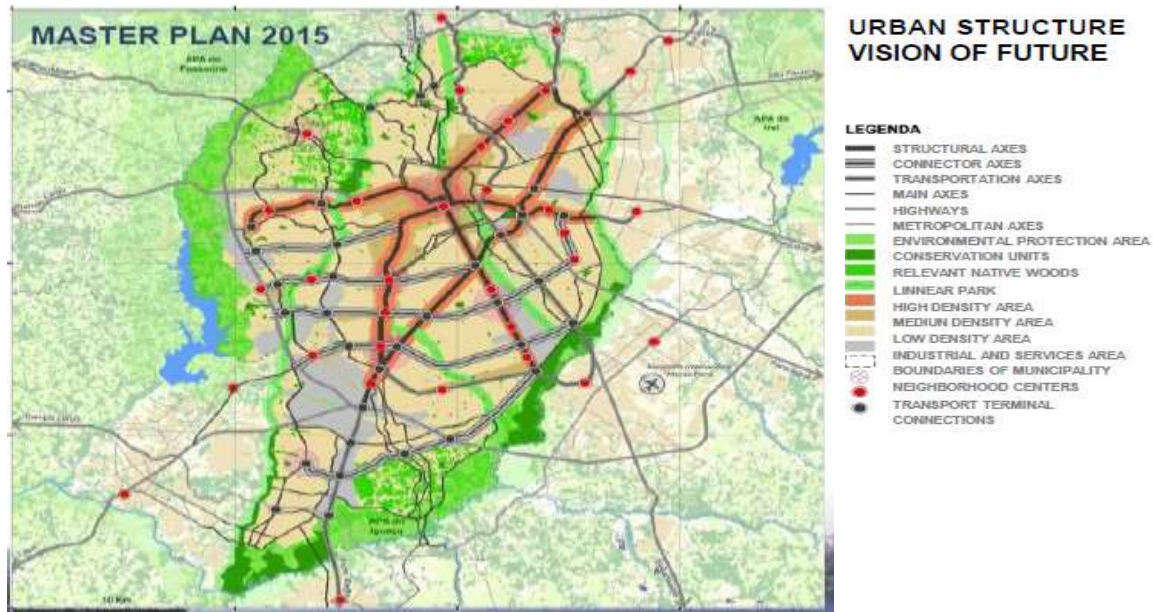 MASTER PLAN 2015
URBAN STRUCTURE
VISION OF FUTURE
APA do
Passaúna
APA do
Iraí
LEGENDA
STRUCTURAL AXES
CONNECTOR AXES
TRANSPORTATION AXES
MAIN AXES
HIGHWAYS
METROPOLITAN AXES
ENVIRONMENTAL PROTECTION AREA
CONSERVATION UNITS
RELEVANT NATIVE WOODS
LINNEAR PARK
HIGH DENSITY AREA
MEDIUN DENSITY AREA
LOW DENSITY AREA
INDUSTRIAL AND SERVICES AREA
BOUNDARIES OF MUNICIPALITY
NEIGHBORHOOD CENTERS
TRANSPORT TERMINAL
CONNECTIONS
APA do
Iguaçu
10 Km